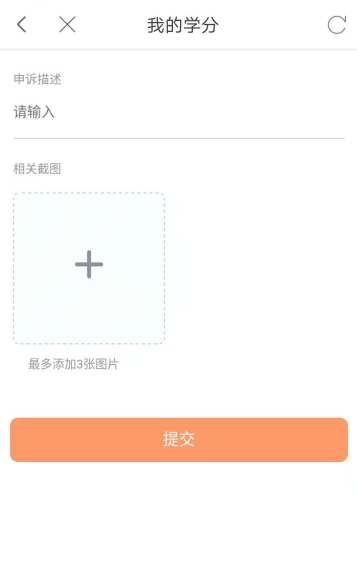 我的学分
申诉描述
请输入
相关截图
最多添加3张图片
提交